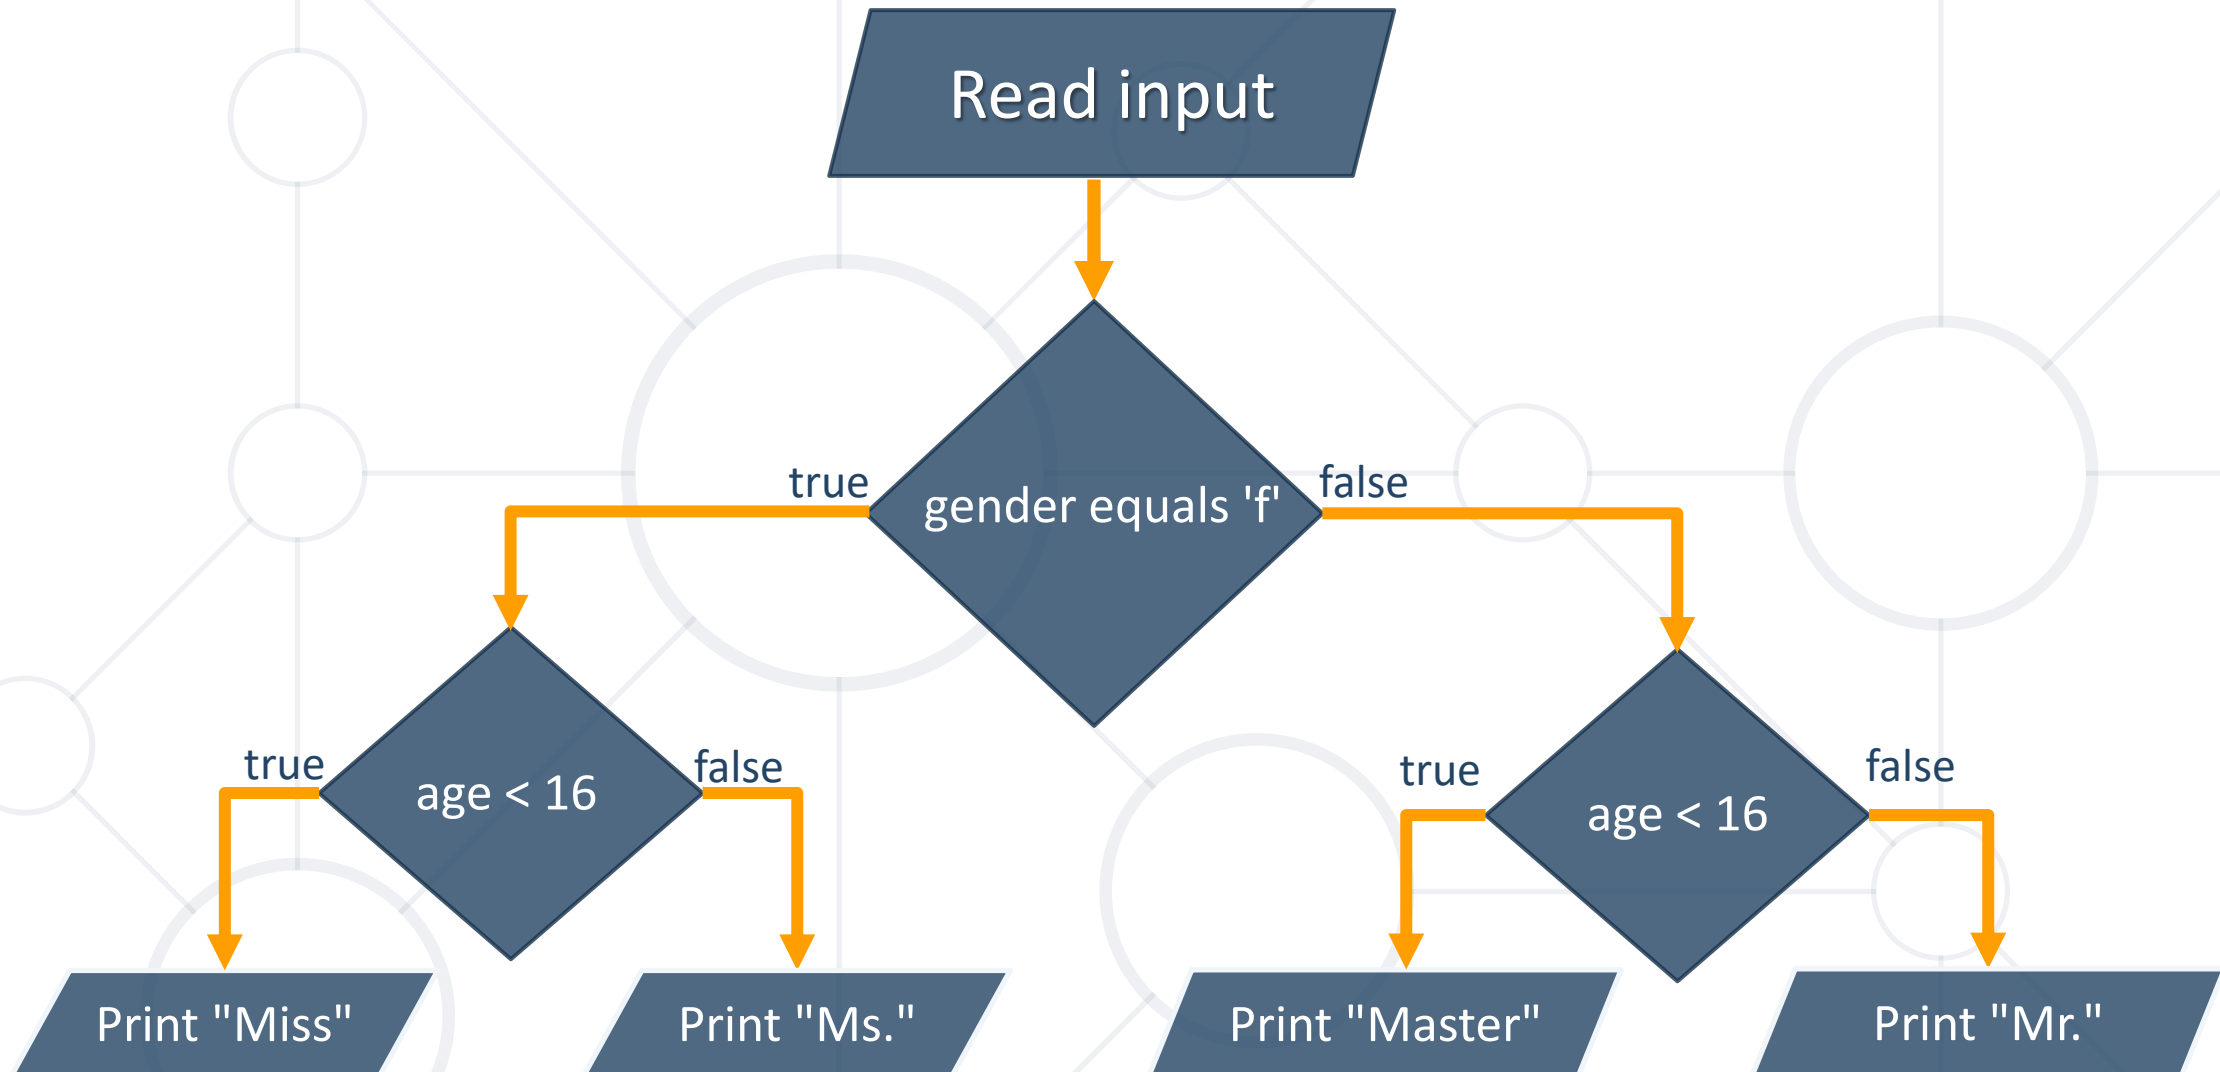 Read input
true
gender equals 'f'
false
true
age < 16
false
true
age < 16
false
Print "Miss"
Print "Ms."
Print "Master"
Print "Mr."